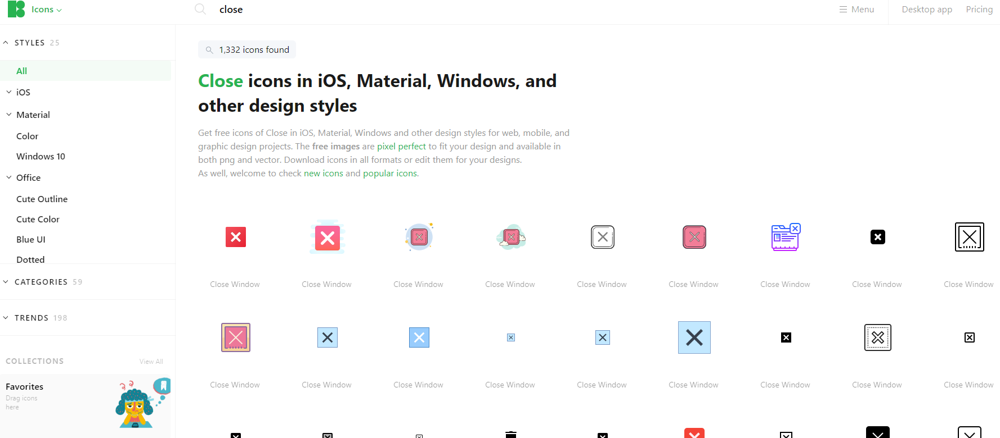 Icons
close
Menu
Desktop app
Pricing
STYLES 25
All
iOS
Material
Color
Windows 10
Office
Cute Outline
Cute Color
Blue UI
Dotted
CATEGORIES 59
TRENDS 198
COLLECTIONS
View All
Favorites
Drag icons
here
1,332 icons found
Close icons in iOS, Material, Windows, and
other design styles
Get free icons of Close in iOS, Material, Windows and other design styles for web, mobile, and
graphic design projects. The free images are pixel perfect to fit your design and available in
both png and vector. Download icons in all formats or edit them for your designs.
As well, welcome to check new icons and popular icons.
Close Window Close Window Close Window Close Window Close Window Close Window Close Window Close Window Close Window
Close Window Close Window Close Window Close Window Close Window Close Window Close Window Close Window Close Window